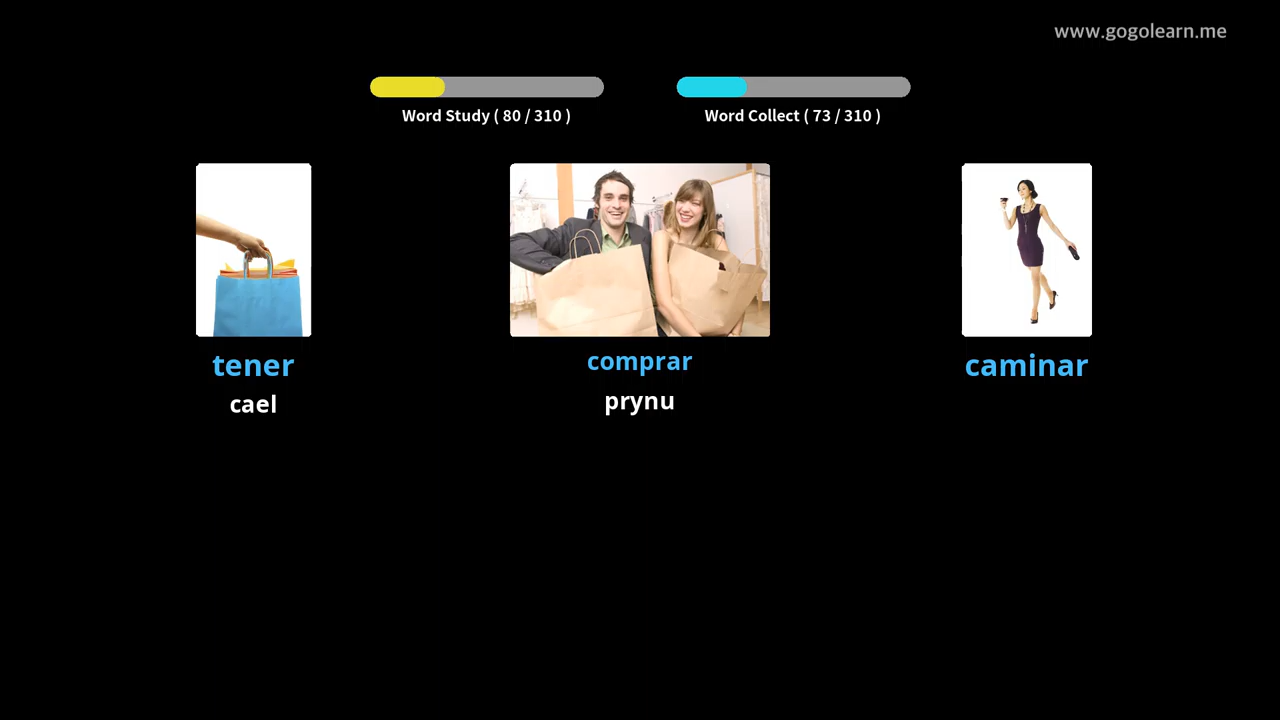 www.gogolearn.me
Word Study ( 80 / 310 )
Word Collect ( 73 / 310 )
tener
comprar
caminar
cael
prynu